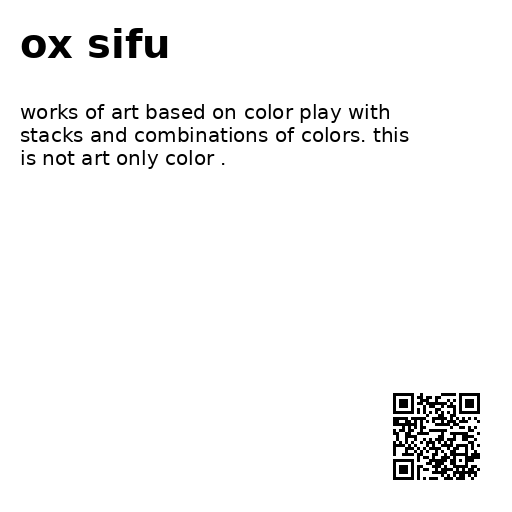 ox sifu
works of art based on color play with
stacks and combinations of colors. this
is not art only color .